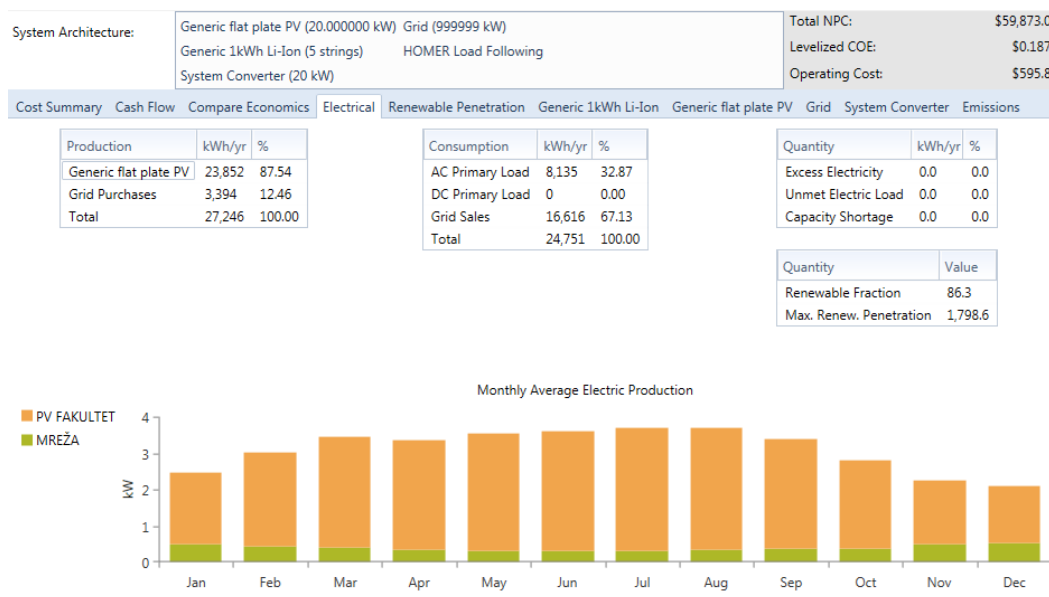 System Architecture:
Generic flat plate PV (20.000000 kW) Grid (999999 kW)
Generic 1kWh Li-Ion (5 strings) HOMER Load Following
System Converter (20 kW)
Total NPC: $59,873.0
Levelized COE: $0.187
Operating Cost: $595.8
Cost Summary Cash Flow Compare Economics Electrical Renewable Penetration Generic 1kWh Li-Ion Generic flat plate PV Grid System Converter Emissions
Production kWh/yr %
Generic flat plate PV 23,852 87.54
Grid Purchases 3,394 12.46
Total 27,246 100.00
Consumption kWh/yr %
AC Primary Load 8,135 32.87
DC Primary Load 0 0.00
Grid Sales 16,616 67.13
Total 24,751 100.00
Quantity kWh/yr %
Excess Electricity 0.0 0.0
Unmet Electric Load 0.0 0.0
Capacity Shortage 0.0 0.0
Quantity Value
Renewable Fraction 86.3
Max. Renew. Penetration 1,798.6
Monthly Average Electric Production
PV FAKULTET
MREŽA
kW
4
3
2
1
0
Jan Feb Mar Apr May Jun Jul Aug Sep Oct Nov Dec